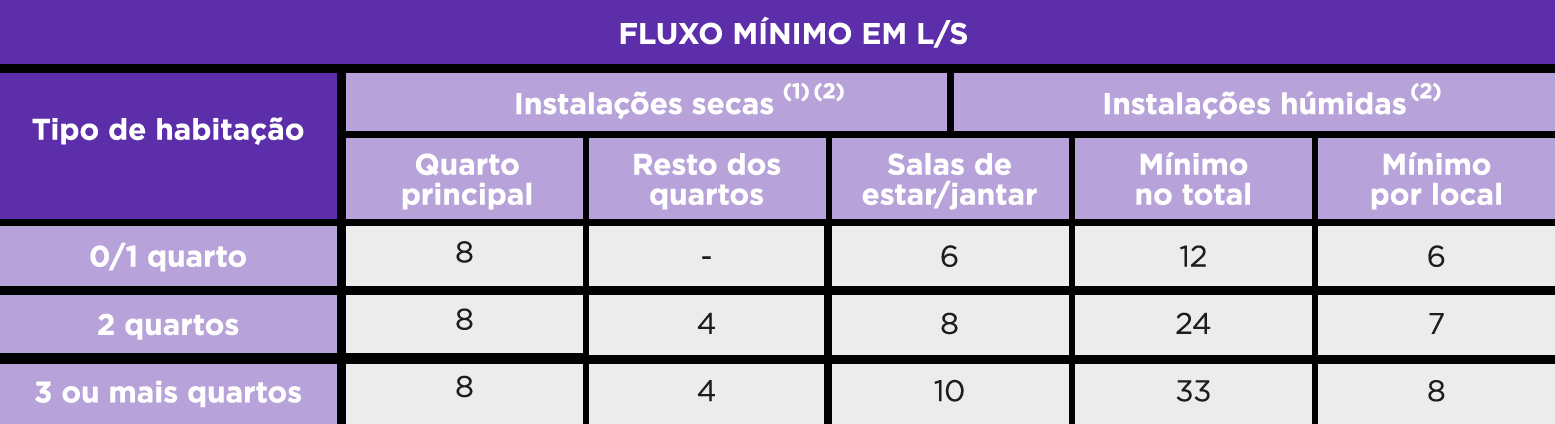 FLUXO MÍNIMO EM L/S
Tipo de habitação
Instalações secas (1) (2)
Instalações húmidas (2)
Quarto
principal
Resto dos
quartos
Salas de
estar/jantar
Mínimo
no total
Mínimo
por local
0/1 quarto 8 - 6 12 6
2 quartos 8 4 8 24 7
3 ou mais quartos 8 4 10 33 8